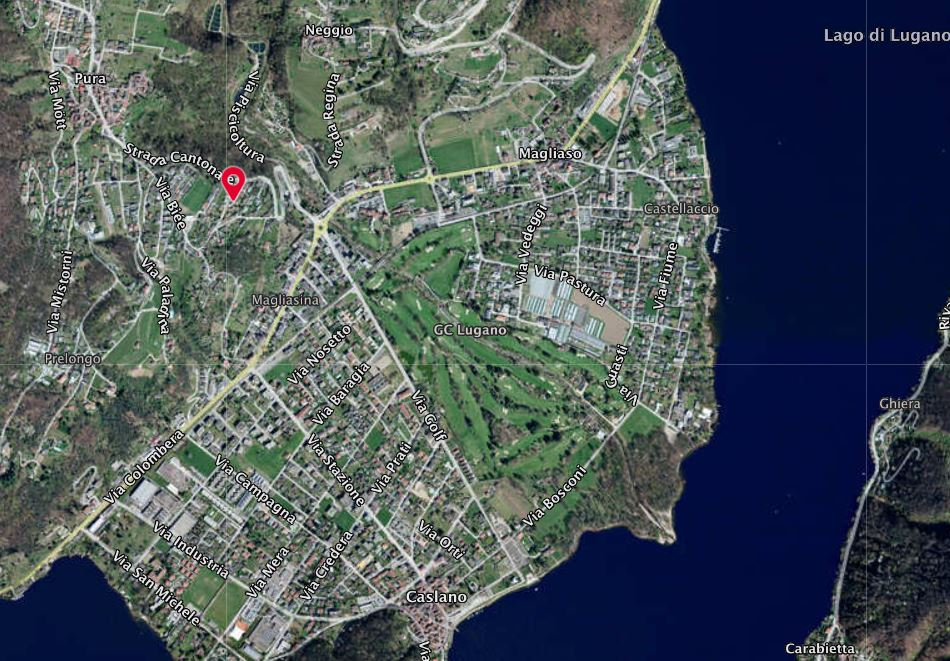 Neggio
Lago di Lugano
Pura
Via Mött
Via Piscicoltura
Strada Regina
Strada Cantonale
Magliaso
Via Biée
Castellaccio
Via Vedeggi
Via Pastura
Via Fiume
Via Mistorni
Magliasina
GC Lugano
Prelongo
Via Nosetto
Via Baragia
Via Guasti
Via Golf
Ghiera
Via Colombera
Via Stazione
Via Prati
Via Campagna
Via Bosconi
Via Industria
Via Orti
Via Mera
Via Credera
Via San Michele
Caslano
Via
Carabietta